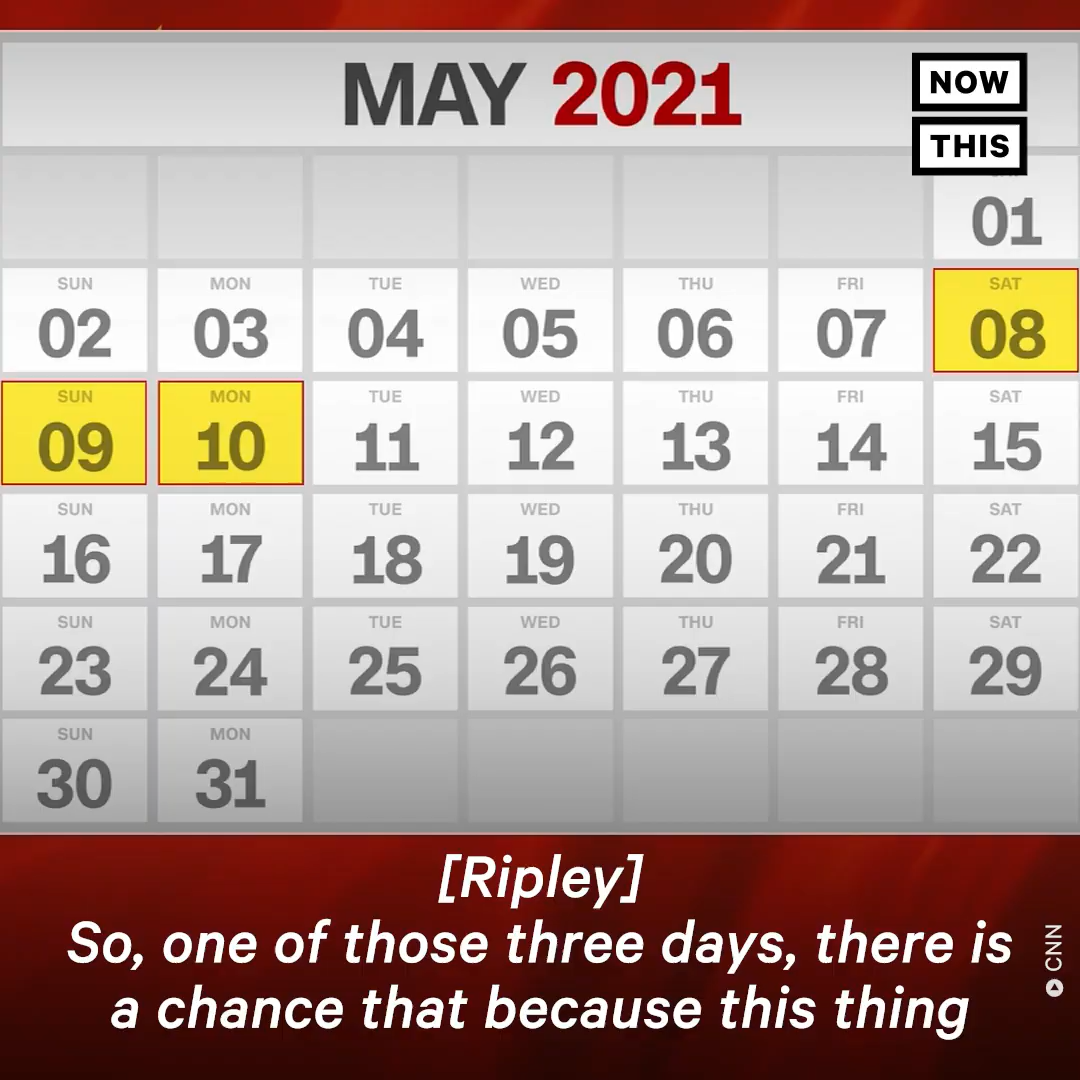 MAY 2021
NOW
THIS
01
SUN MON TUE WED THU FRI SAT
02 03 04 05 06 07 08
SUN MON TUE WED THU FRI SAT
09 10 11 12 13 14 15
SUN MON TUE WED THU FRI SAT
16 17 18 19 20 21 22
SUN MON TUE WED THU FRI SAT
23 24 25 26 27 28 29
SUN MON
30 31
[Ripley]
So, one of those three days, there is
a chance that because this thing
CNN